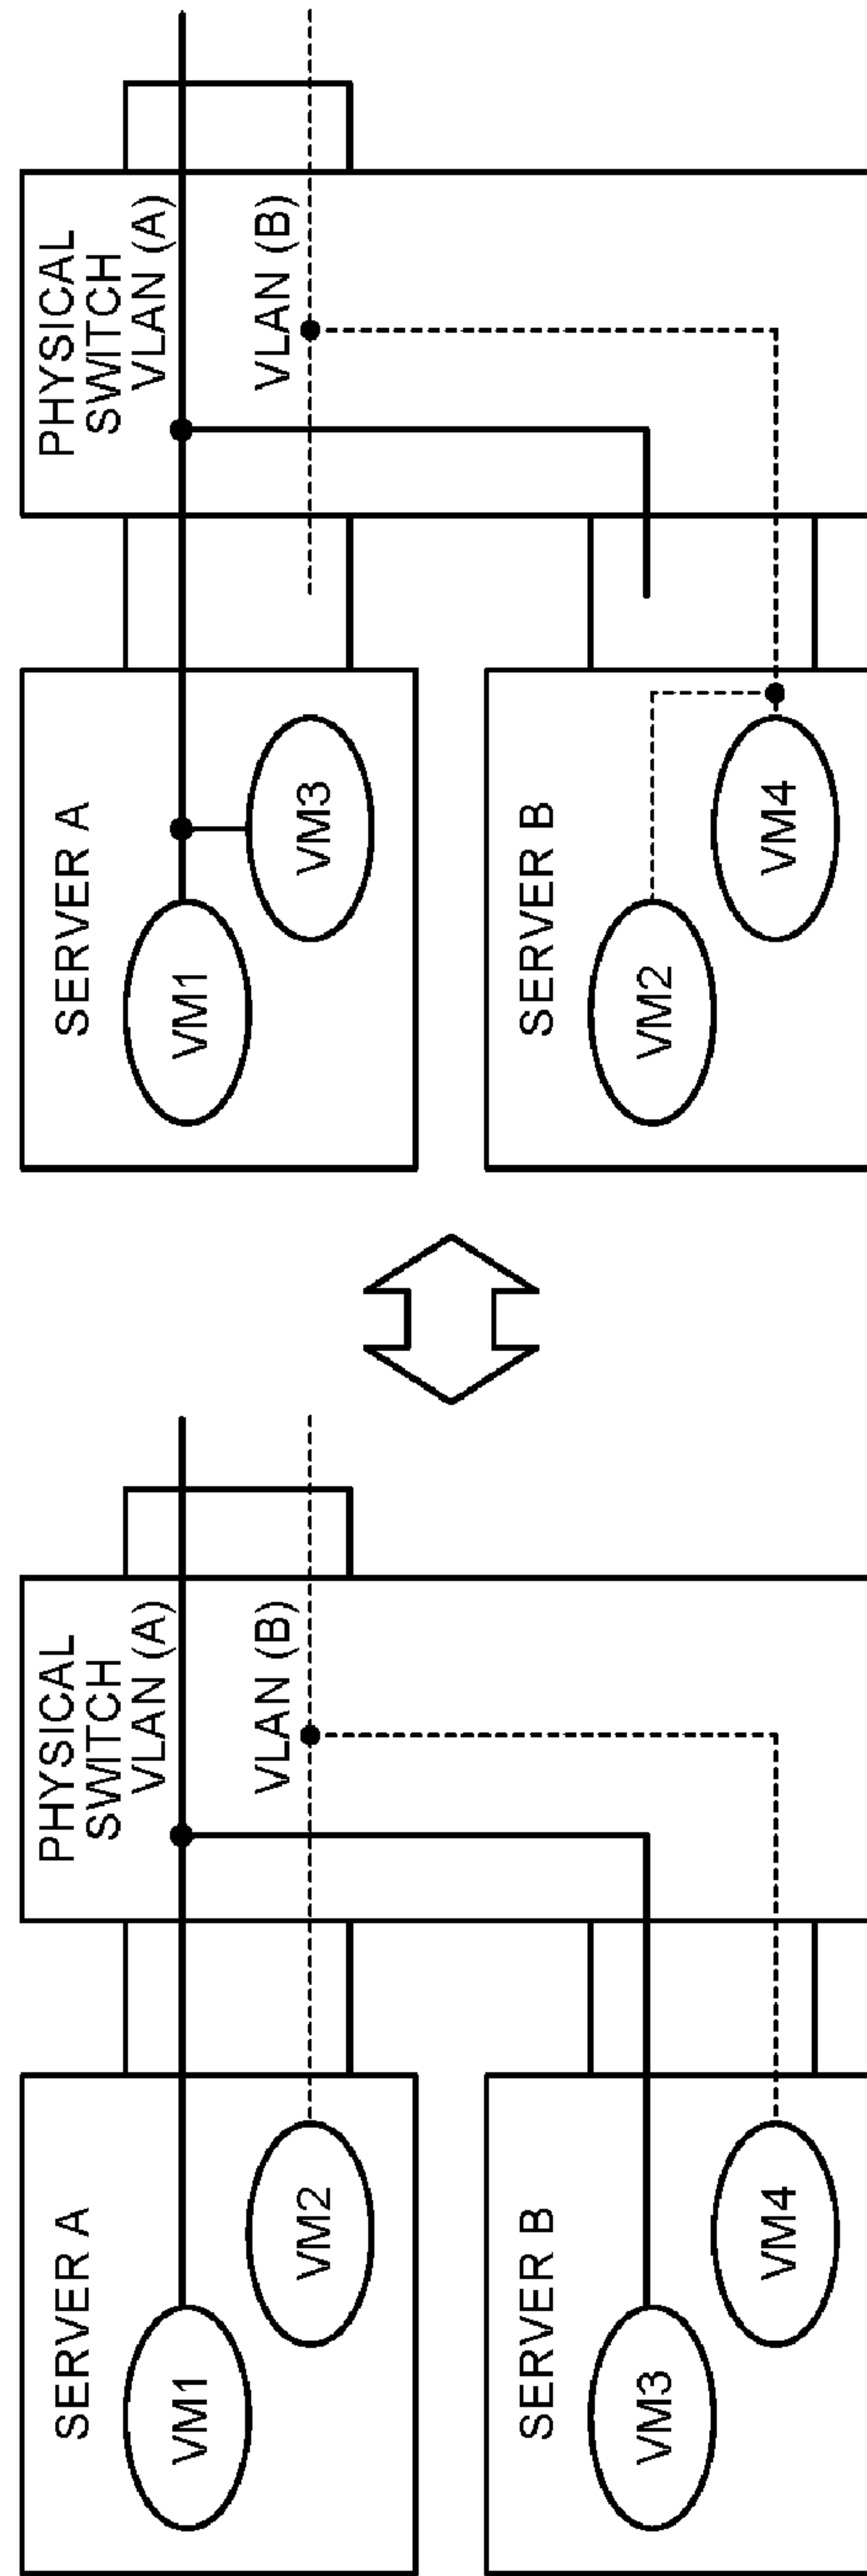 SERVER A
VM1
VM2
PHYSICAL
SWITCH
VLAN (A)
VLAN (B)
SERVER B
VM3
VM4
SERVER A
VM1
VM3
PHYSICAL
SWITCH
VLAN (A)
VLAN (B)
SERVER B
VM2
VM4